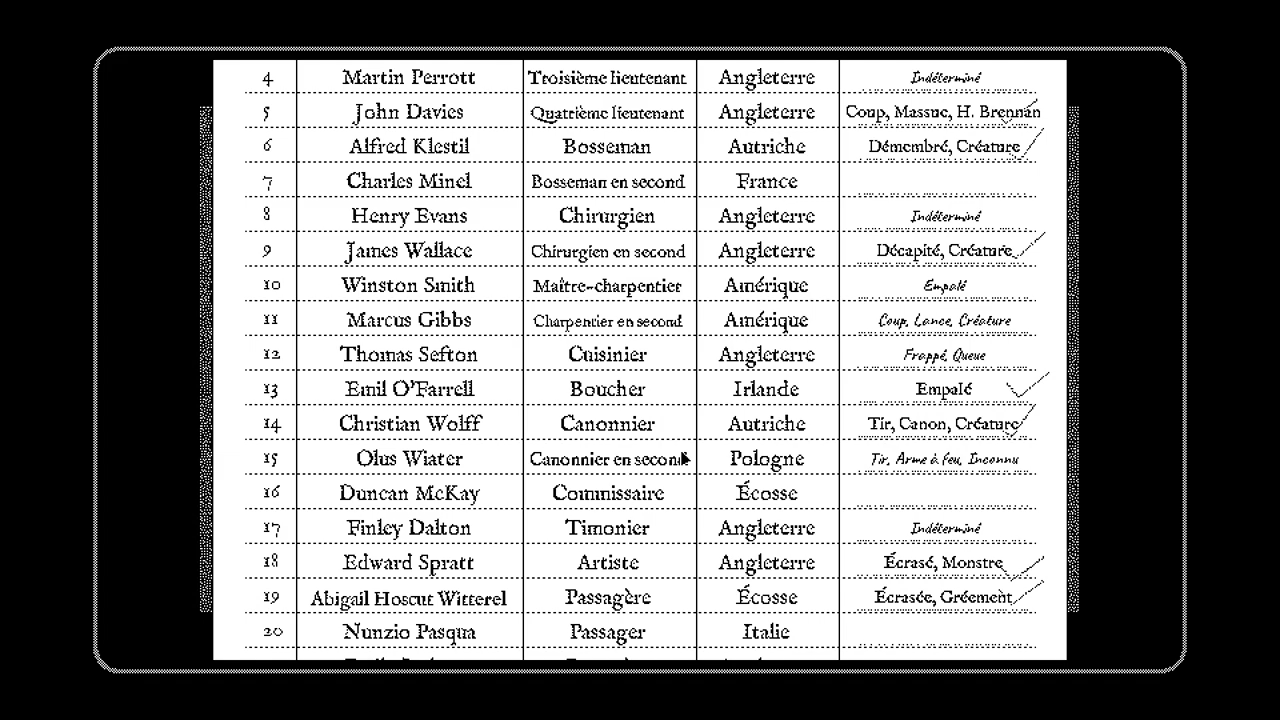 4 Martin Perrott Troisième lieutenant Angleterre Indéterminé
5 John Davies Quatrième lieutenant Angleterre Coup, Massue, H. Brennan
6 Alfred Klestil Bosseman Autriche Démembré, Créature
7 Charles Minel Bosseman en second France
8 Henry Evans Chirurgien Angleterre Indéterminé
9 James Wallace Chirurgien en second Angleterre Décapité, Créature
10 Winston Smith Maître-charpentier Amérique Empalé
11 Marcus Gibbs Charpentier en second Amérique Coup, Lance, Créature
12 Thomas Sefton Cuisinier Angleterre Frappé, Queue
13 Emil O'Farrell Boucher Irlande Empalé
14 Christian Wolff Canonnier Autriche Tir, Canon, Créature
15 Olus Wiater Canonnier en second Pologne Tir, Arme à feu, Inconnu
16 Duncan McKay Commissaire Écosse
17 Finley Dalton Timonier Angleterre Indéterminé
18 Edward Spratt Artiste Angleterre Écrasé, Monstre
19 Abigail Hoscut Witterel Passagère Écosse Écrasée, Gréement
20 Nunzio Pasqua Passager Italie